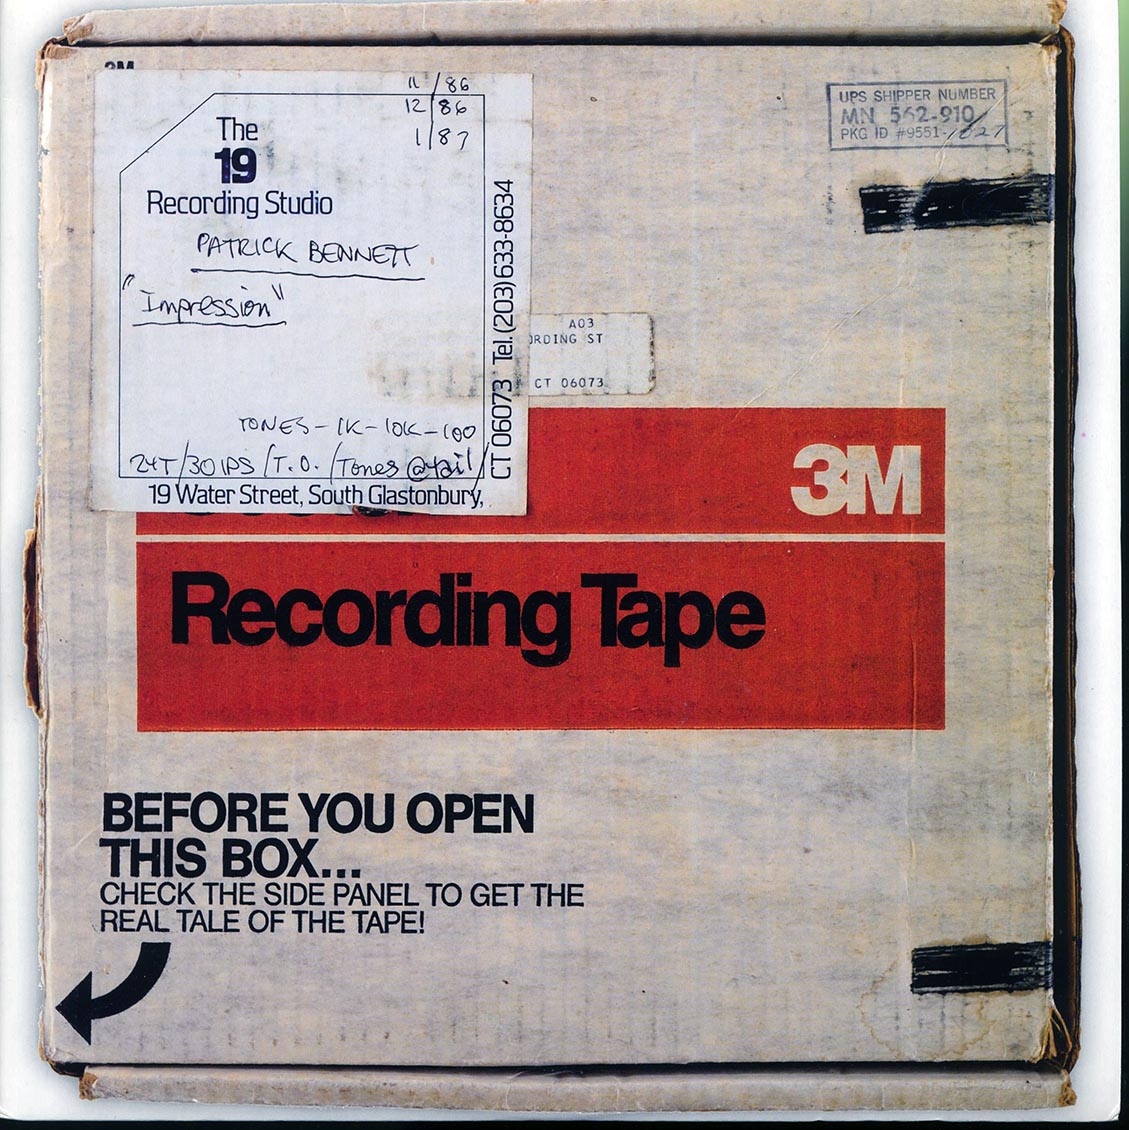 3M
11/86
12/86
1/87
The
19
Recording Studio
PATRICK BENNETT
"Impression"
TONES - 1K - 10K - 100
24T/30 IPS/T.O./Tones @ tail/
19 Water Street, South Glastonbury,
CT 06073 Tel. (203) 633-8634
UPS SHIPPER NUMBER
MN 562-910
PKG ID #9551-
A03
ORDING ST
CT 06073
3M
Recording Tape
BEFORE YOU OPEN
THIS BOX...
CHECK THE SIDE PANEL TO GET THE
REAL TALE OF THE TAPE!